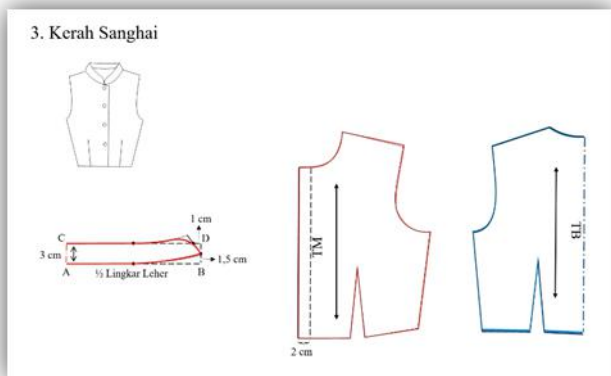 3. Kerah Sanghai
1 cm
C
D
3 cm
1,5 cm
A
½ Lingkar Leher
B
TM
TB
2 cm